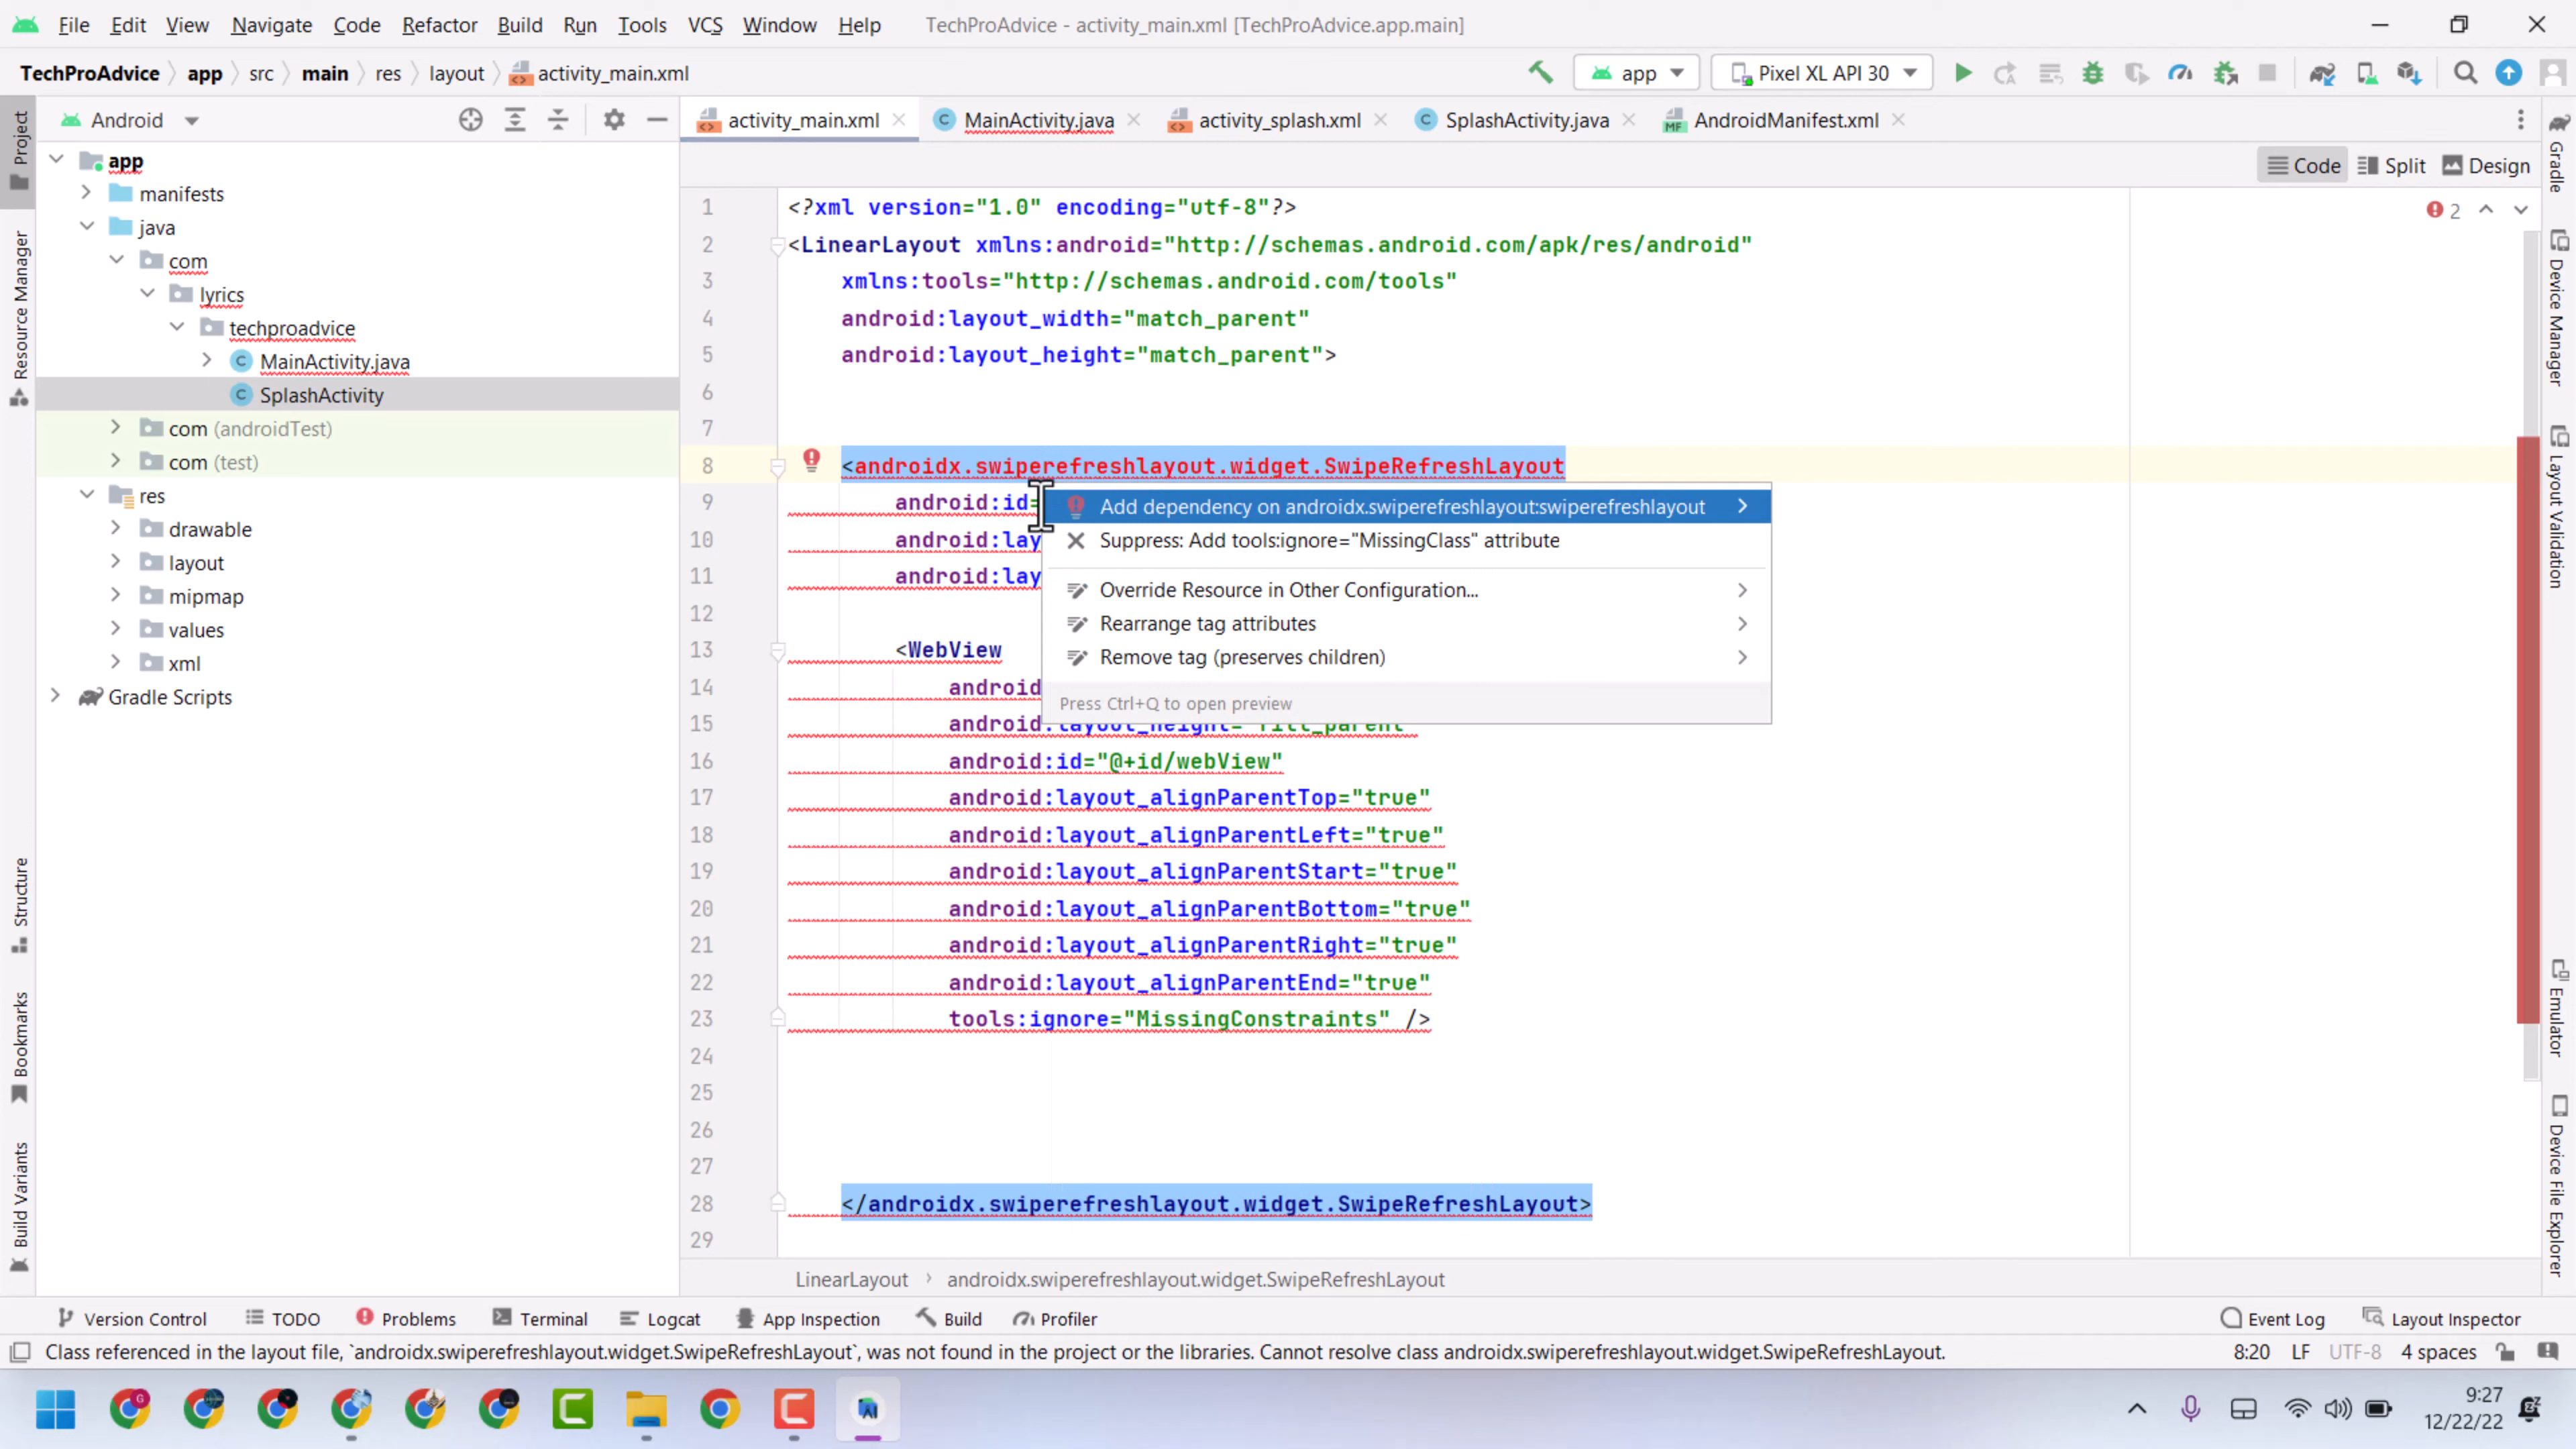 File Edit View Navigate Code Refactor Build Run Tools VCS Window Help TechProAdvice - activity_main.xml [TechProAdvice.app.main]
TechProAdvice app src main res layout activity_main.xml app Pixel XL API 30
Project
Android
activity_main.xml MainActivity.java activity_splash.xml SplashActivity.java AndroidManifest.xml
Code Split Design
app
manifests
java
com
lyrics
techproadvice
MainActivity.java
SplashActivity
com (androidTest)
com (test)
res
drawable
layout
mipmap
values
xml
Gradle Scripts
Resource Manager
Structure
Bookmarks
Build Variants
2
1 <?xml version="1.0" encoding="utf-8"?>
2 <LinearLayout xmlns:android="http://schemas.android.com/apk/res/android"
3 xmlns:tools="http://schemas.android.com/tools"
4 android:layout_width="match_parent"
5 android:layout_height="match_parent">
6
7
8 <androidx.swiperefreshlayout.widget.SwipeRefreshLayout
9 android:id=
10 android:lay
11 android:lay
12
13 <WebView
14 android
15 android:layout_height="fill_parent"
16 android:id="@+id/webView"
17 android:layout_alignParentTop="true"
18 android:layout_alignParentLeft="true"
19 android:layout_alignParentStart="true"
20 android:layout_alignParentBottom="true"
21 android:layout_alignParentRight="true"
22 android:layout_alignParentEnd="true"
23 tools:ignore="MissingConstraints" />
24
25
26
27
28 </androidx.swiperefreshlayout.widget.SwipeRefreshLayout>
29
Add dependency on androidx.swiperefreshlayout:swiperefreshlayout
Suppress: Add tools:ignore="MissingClass" attribute
Override Resource in Other Configuration...
Rearrange tag attributes
Remove tag (preserves children)
Press Ctrl+Q to open preview
Gradle
Device Manager
Layout Validation
Emulator
Device File Explorer
LinearLayout › androidx.swiperefreshlayout.widget.SwipeRefreshLayout
Version Control TODO Problems Terminal Logcat App Inspection Build Profiler Event Log Layout Inspector
Class referenced in the layout file, `androidx.swiperefreshlayout.widget.SwipeRefreshLayout`, was not found in the project or the libraries. Cannot resolve class androidx.swiperefreshlayout.widget.SwipeRefreshLayout. 8:20 LF UTF-8 4 spaces
9:27
12/22/22